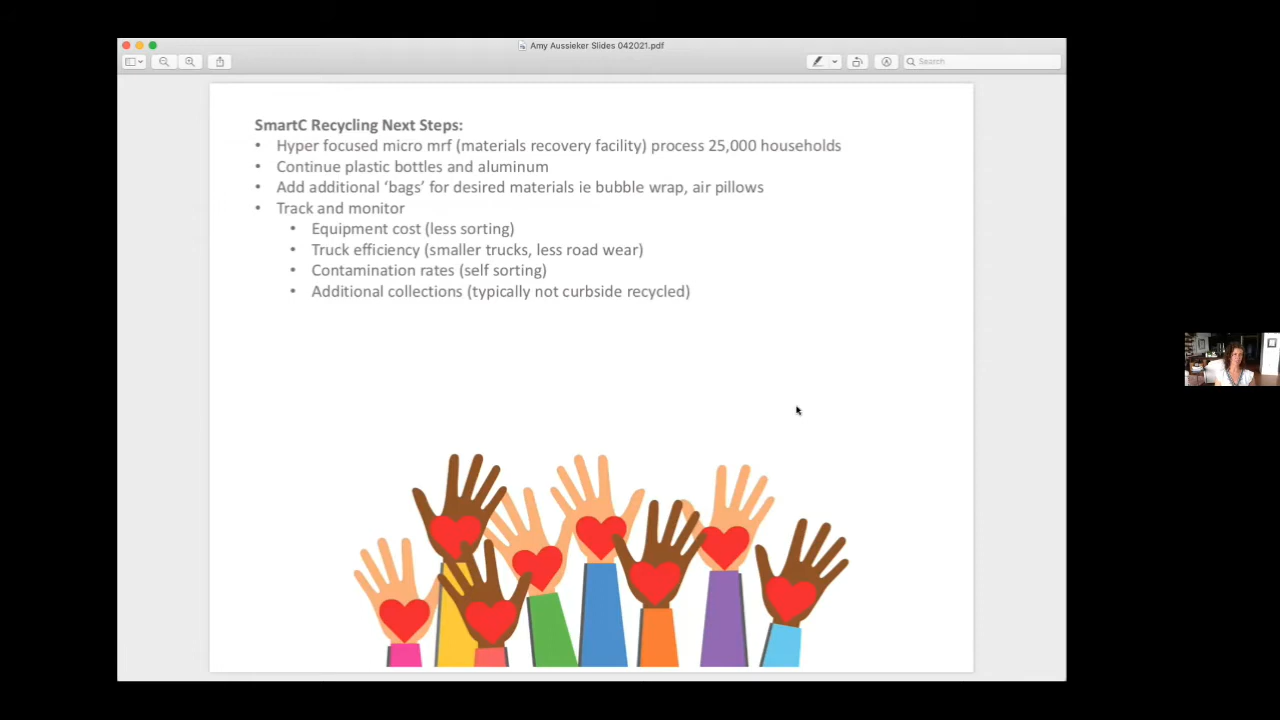 Amy Aussieker Slides 042021.pdf
Search
SmartC Recycling Next Steps:
• Hyper focused micro mrf (materials recovery facility) process 25,000 households
• Continue plastic bottles and aluminum
• Add additional ‘bags’ for desired materials ie bubble wrap, air pillows
• Track and monitor
• Equipment cost (less sorting)
• Truck efficiency (smaller trucks, less road wear)
• Contamination rates (self sorting)
• Additional collections (typically not curbside recycled)